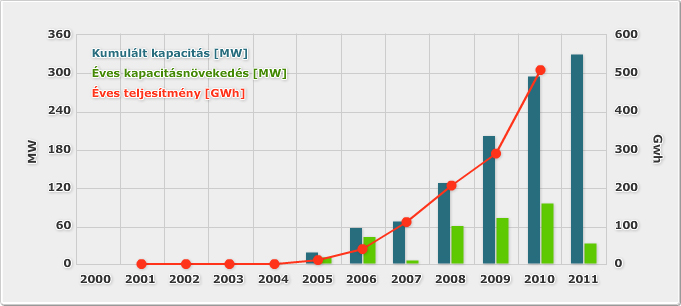 360
300
240
180
120
60
0
MW
Kumulált kapacitás [MW]
Éves kapacitásnövekedés [MW]
Éves teljesítmény [GWh]
600
500
400
300
200
100
0
Gwh
2000 2001 2002 2003 2004 2005 2006 2007 2008 2009 2010 2011